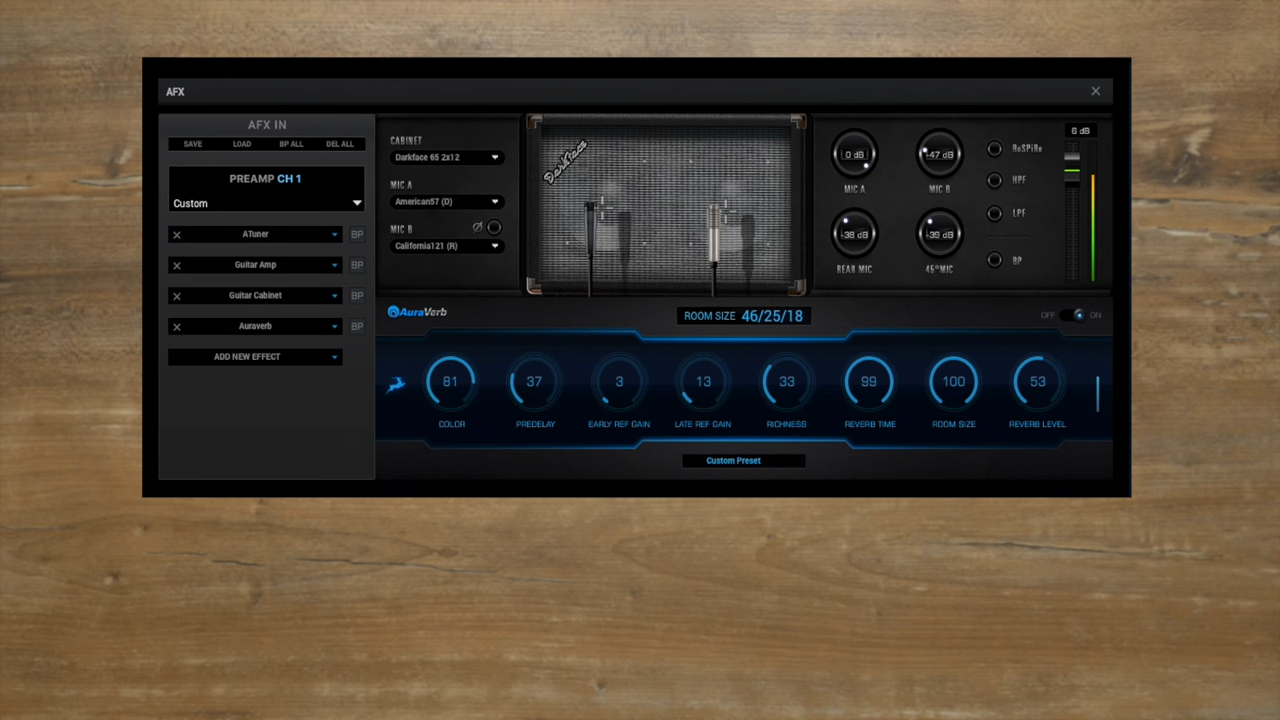 AFX
AFX IN
SAVE LOAD BP ALL DEL ALL
PREAMP CH 1
Custom
ATuner BP
Guitar Amp BP
Guitar Cabinet BP
Auraverb BP
ADD NEW EFFECT
CABINET
Darkface 65 2x12
MIC A
American57 (D)
MIC B
California121 (R)
Darkface
0 dB
MIC A
-47 dB
MIC B
-38 dB
REAR MIC
-39 dB
45° MIC
ReSPiRe
HPF
LPF
BP
6 dB
AuraVerb
ROOM SIZE 46/25/18
OFF ON
81 37 3 13 33 99 100 53
COLOR PREDELAY EARLY REF GAIN LATE REF GAIN RICHNESS REVERB TIME ROOM SIZE REVERB LEVEL
Custom Preset